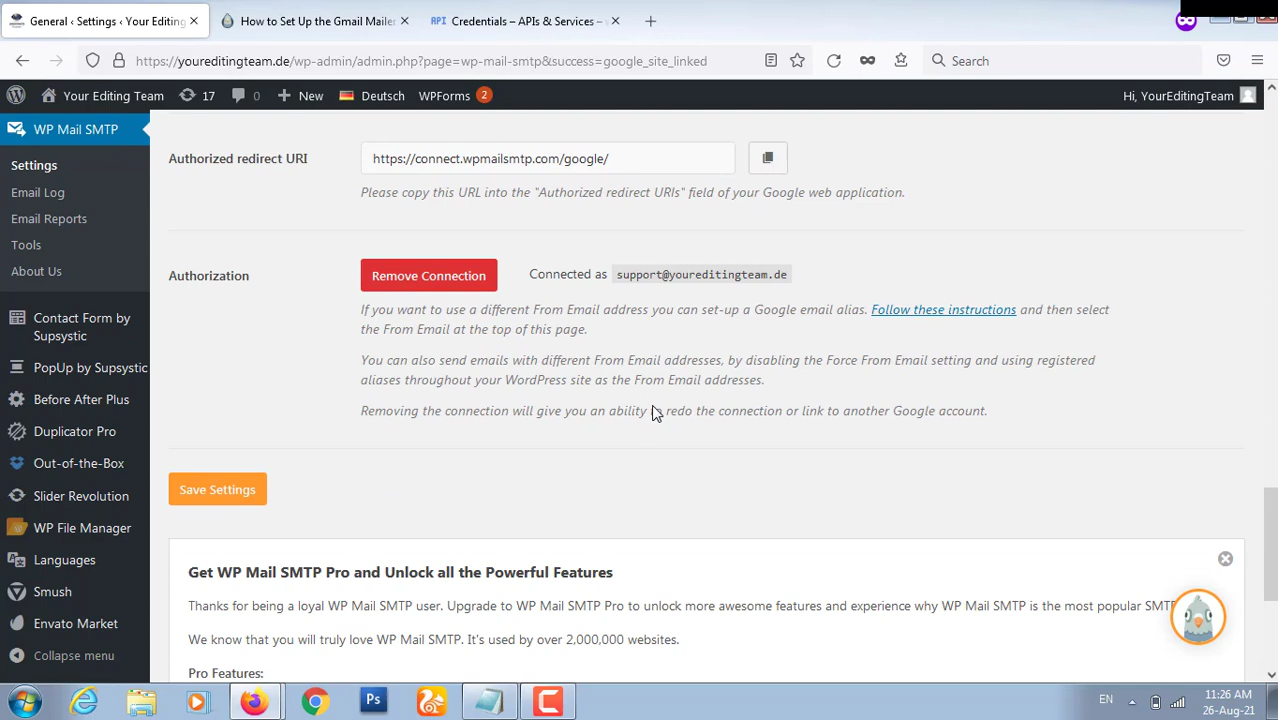 General ‹ Settings ‹ Your Editing
How to Set Up the Gmail Mailer
API Credentials – APIs & Services –
https://youreditingteam.de/wp-admin/admin.php?page=wp-mail-smtp&success=google_site_linked
Search
Your Editing Team
17
0
New
Deutsch
WPForms 2
Hi, YourEditingTeam
WP Mail SMTP
Settings
Email Log
Email Reports
Tools
About Us
Contact Form by
Supsystic
PopUp by Supsystic
Before After Plus
Duplicator Pro
Out-of-the-Box
Slider Revolution
WP File Manager
Languages
Smush
Envato Market
Collapse menu
Authorized redirect URI
https://connect.wpmailsmtp.com/google/
Please copy this URL into the "Authorized redirect URIs" field of your Google web application.
Authorization
Remove Connection
Connected as support@youreditingteam.de
If you want to use a different From Email address you can set-up a Google email alias. Follow these instructions and then select
the From Email at the top of this page.
You can also send emails with different From Email addresses, by disabling the Force From Email setting and using registered
aliases throughout your WordPress site as the From Email addresses.
Removing the connection will give you an ability to redo the connection or link to another Google account.
Save Settings
Get WP Mail SMTP Pro and Unlock all the Powerful Features
Thanks for being a loyal WP Mail SMTP user. Upgrade to WP Mail SMTP Pro to unlock more awesome features and experience why WP Mail SMTP is the most popular SMT
We know that you will truly love WP Mail SMTP. It's used by over 2,000,000 websites.
Pro Features:
Ps
EN
11:26 AM
26-Aug-21